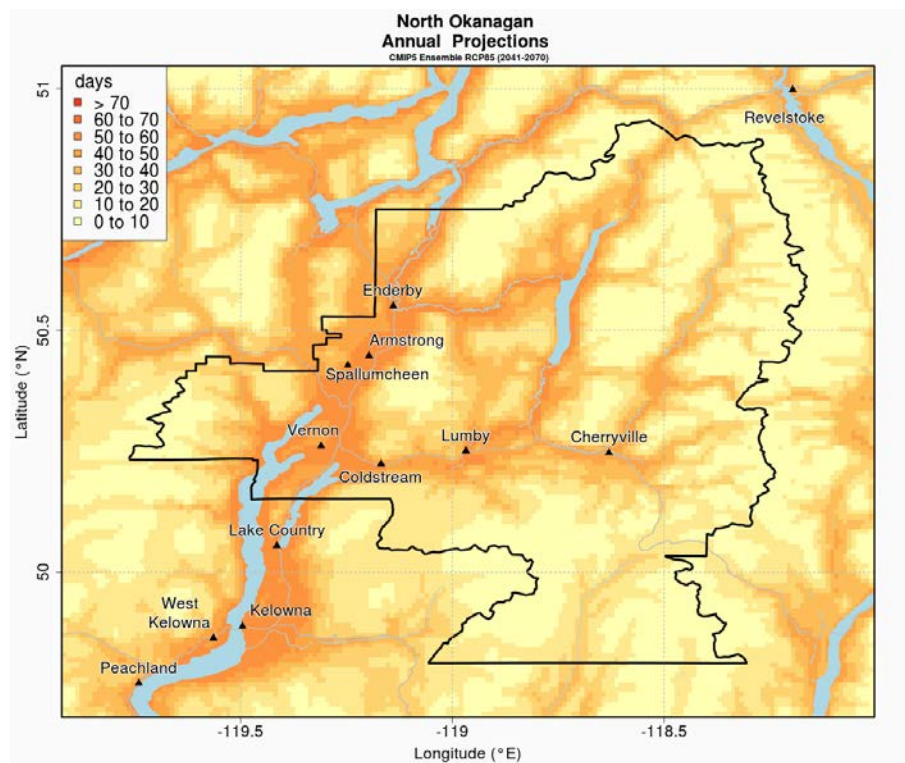 North Okanagan
Annual Projections
CMIP5 Ensemble RCP85 (2041-2070)
days
> 70
60 to 70
50 to 60
40 to 50
30 to 40
20 to 30
10 to 20
0 to 10
51
50.5
50
Latitude (°N)
Revelstoke
Enderby
Armstrong
Spallumcheen
Vernon
Lumby
Cherryville
Coldstream
Lake Country
West
Kelowna
Kelowna
Peachland
-119.5
-119
-118.5
Longitude (°E)